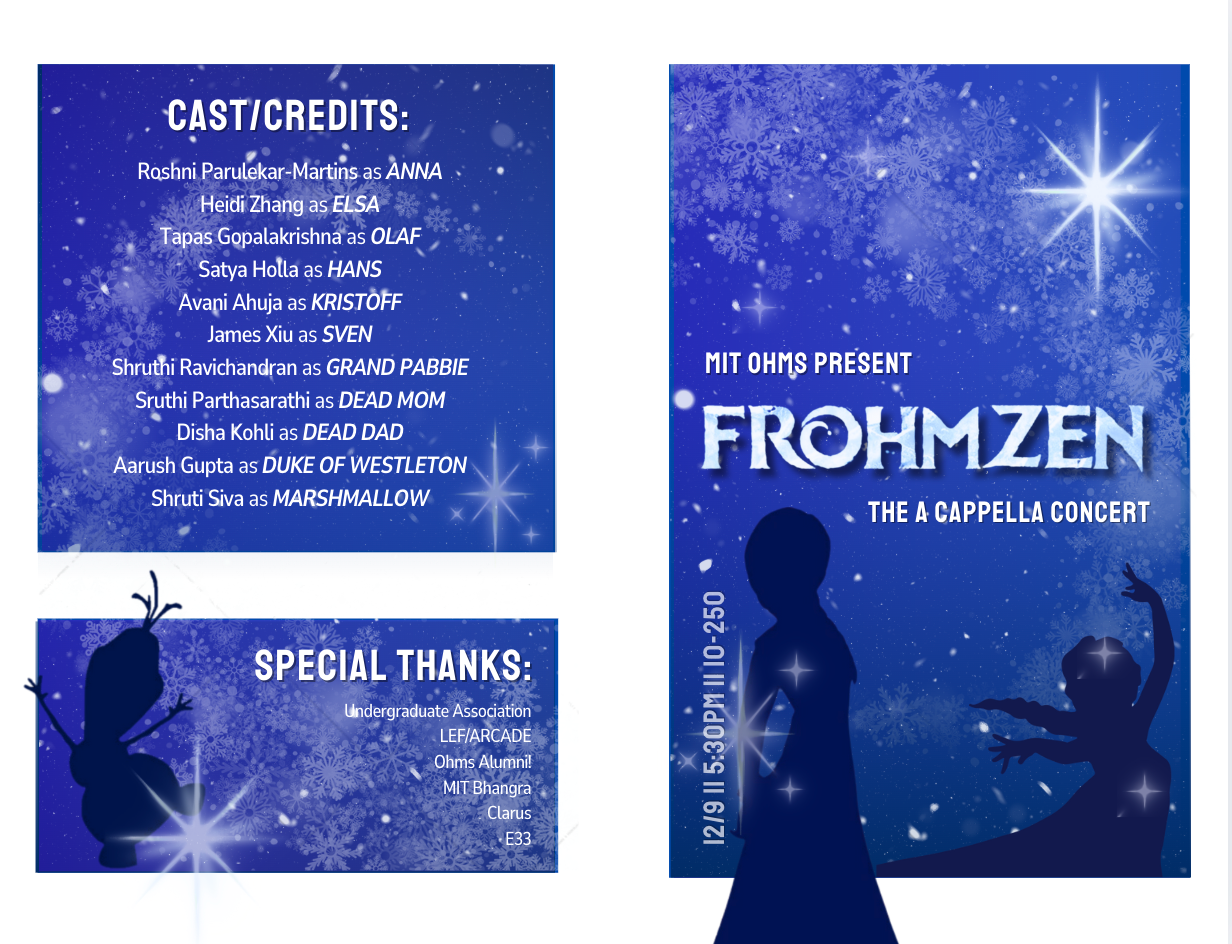 CAST/CREDITS:
Roshni Parulekar-Martins as ANNA
Heidi Zhang as ELSA
Tapas Gopalakrishna as OLAF
Satya Holla as HANS
Avani Ahuja as KRISTOFF
James Xiu as SVEN
Shruthi Ravichandran as GRAND PABBIE
Sruthi Parthasarathi as DEAD MOM
Disha Kohli as DEAD DAD
Aarush Gupta as DUKE OF WESTLETON
Shruti Siva as MARSHMALLOW
SPECIAL THANKS:
Undergraduate Association
LEF/ARCADE
Ohms Alumni!
MIT Bhangra
Clarus
E33
MIT OHMS PRESENT
FROHMZEN
THE A CAPPELLA CONCERT
12/9 || 5:30PM || 10-250